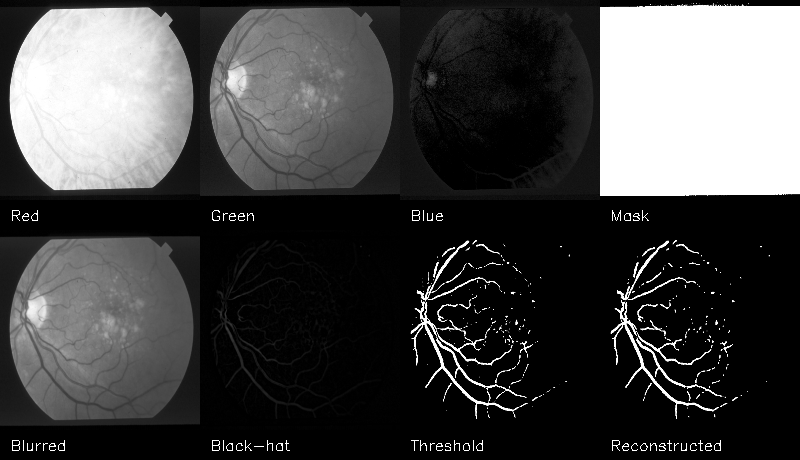 Red
Green
Blue
Mask
Blurred
Black-hat
Threshold
Reconstructed